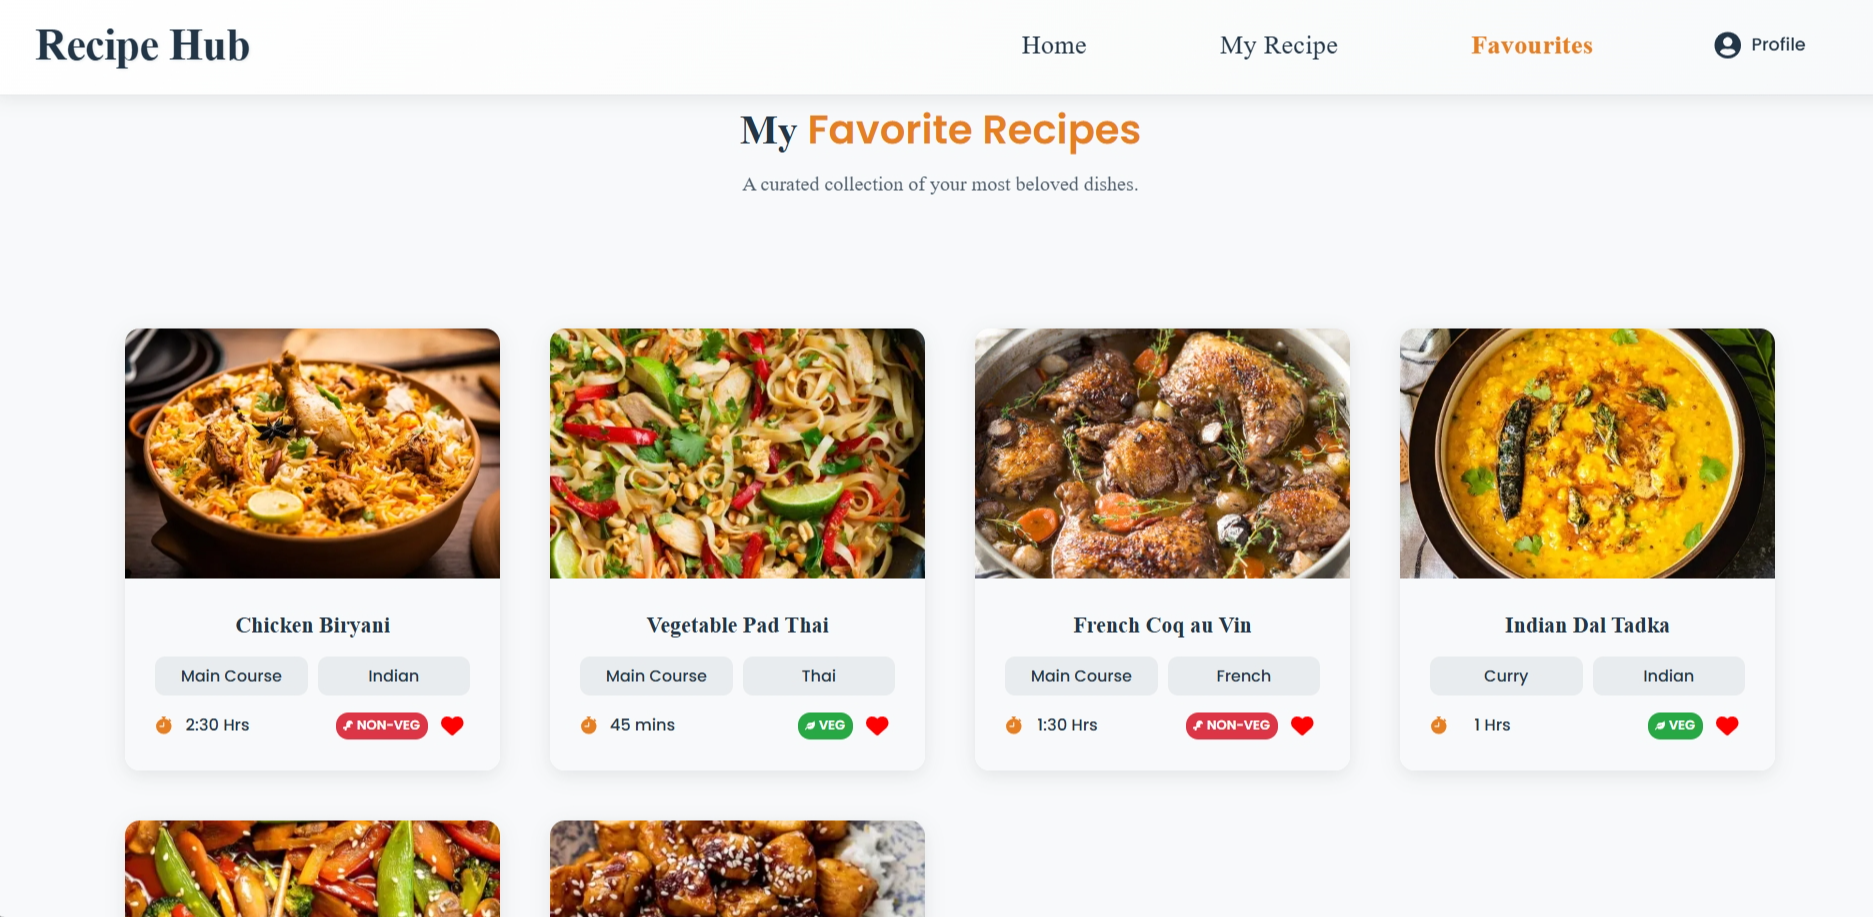 Recipe Hub
Home
My Recipe
Favourites
Profile
My Favorite Recipes
A curated collection of your most beloved dishes.
Chicken Biryani
Main Course
Indian
2:30 Hrs
NON-VEG
Vegetable Pad Thai
Main Course
Thai
45 mins
VEG
French Coq au Vin
Main Course
French
1:30 Hrs
NON-VEG
Indian Dal Tadka
Curry
Indian
1 Hrs
VEG